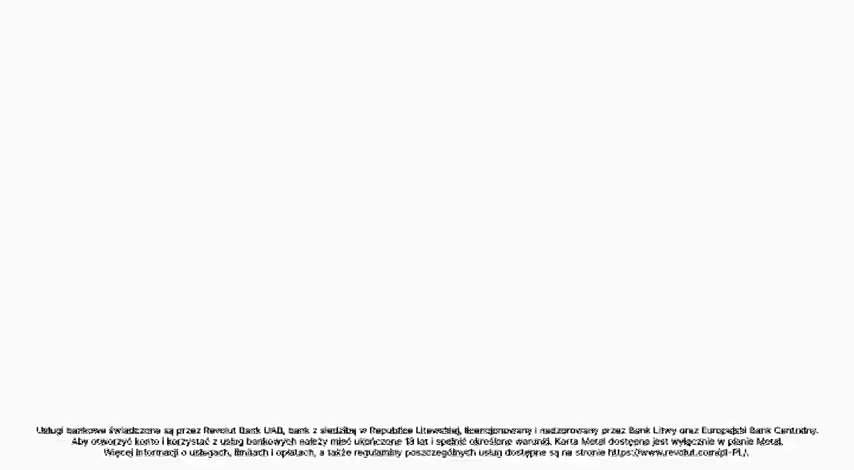 Usługi bankowe świadczone są przez Revolut Bank UAB, bank z siedzibą w Republice Litewskiej, licencjonowany i nadzorowany przez Bank Litwy oraz Europejski Bank Centralny.
Aby otworzyć konto i korzystać z usług bankowych należy mieć ukończone 18 lat i spełnić określone warunki. Karta Metal dostępna jest wyłącznie w planie Metal.
Więcej informacji o usługach, limitach i opłatach, a także regulaminy poszczególnych usług dostępne są na stronie https://www.revolut.com/pl-PL/.